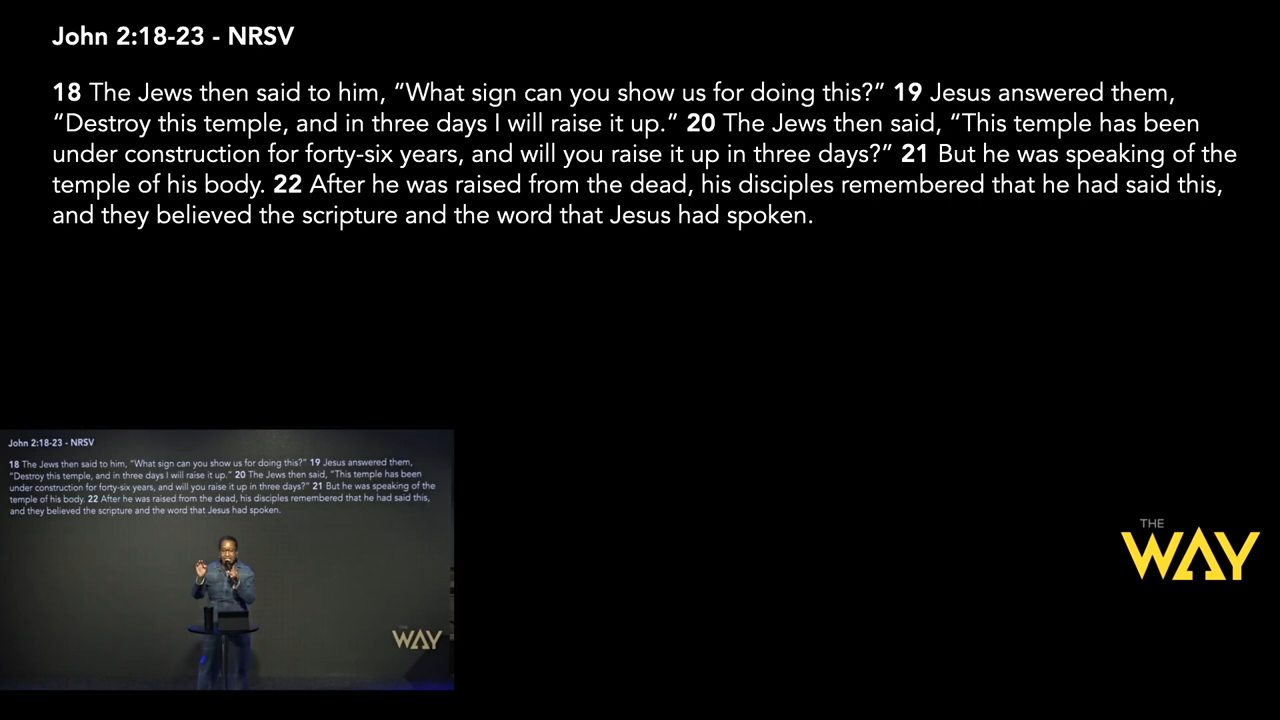 John 2:18-23 - NRSV
18 The Jews then said to him, “What sign can you show us for doing this?” 19 Jesus answered them,
“Destroy this temple, and in three days I will raise it up.” 20 The Jews then said, “This temple has been
under construction for forty-six years, and will you raise it up in three days?” 21 But he was speaking of the
temple of his body. 22 After he was raised from the dead, his disciples remembered that he had said this,
and they believed the scripture and the word that Jesus had spoken.
John 2:18-23 - NRSV
18 The Jews then said to him, “What sign can you show us for doing this?” 19 Jesus answered them,
“Destroy this temple, and in three days I will raise it up.” 20 The Jews then said, “This temple has been
under construction for forty-six years, and will you raise it up in three days?” 21 But he was speaking of the
temple of his body. 22 After he was raised from the dead, his disciples remembered that he had said this,
and they believed the scripture and the word that Jesus had spoken.
THE
WAY
THE
WAY